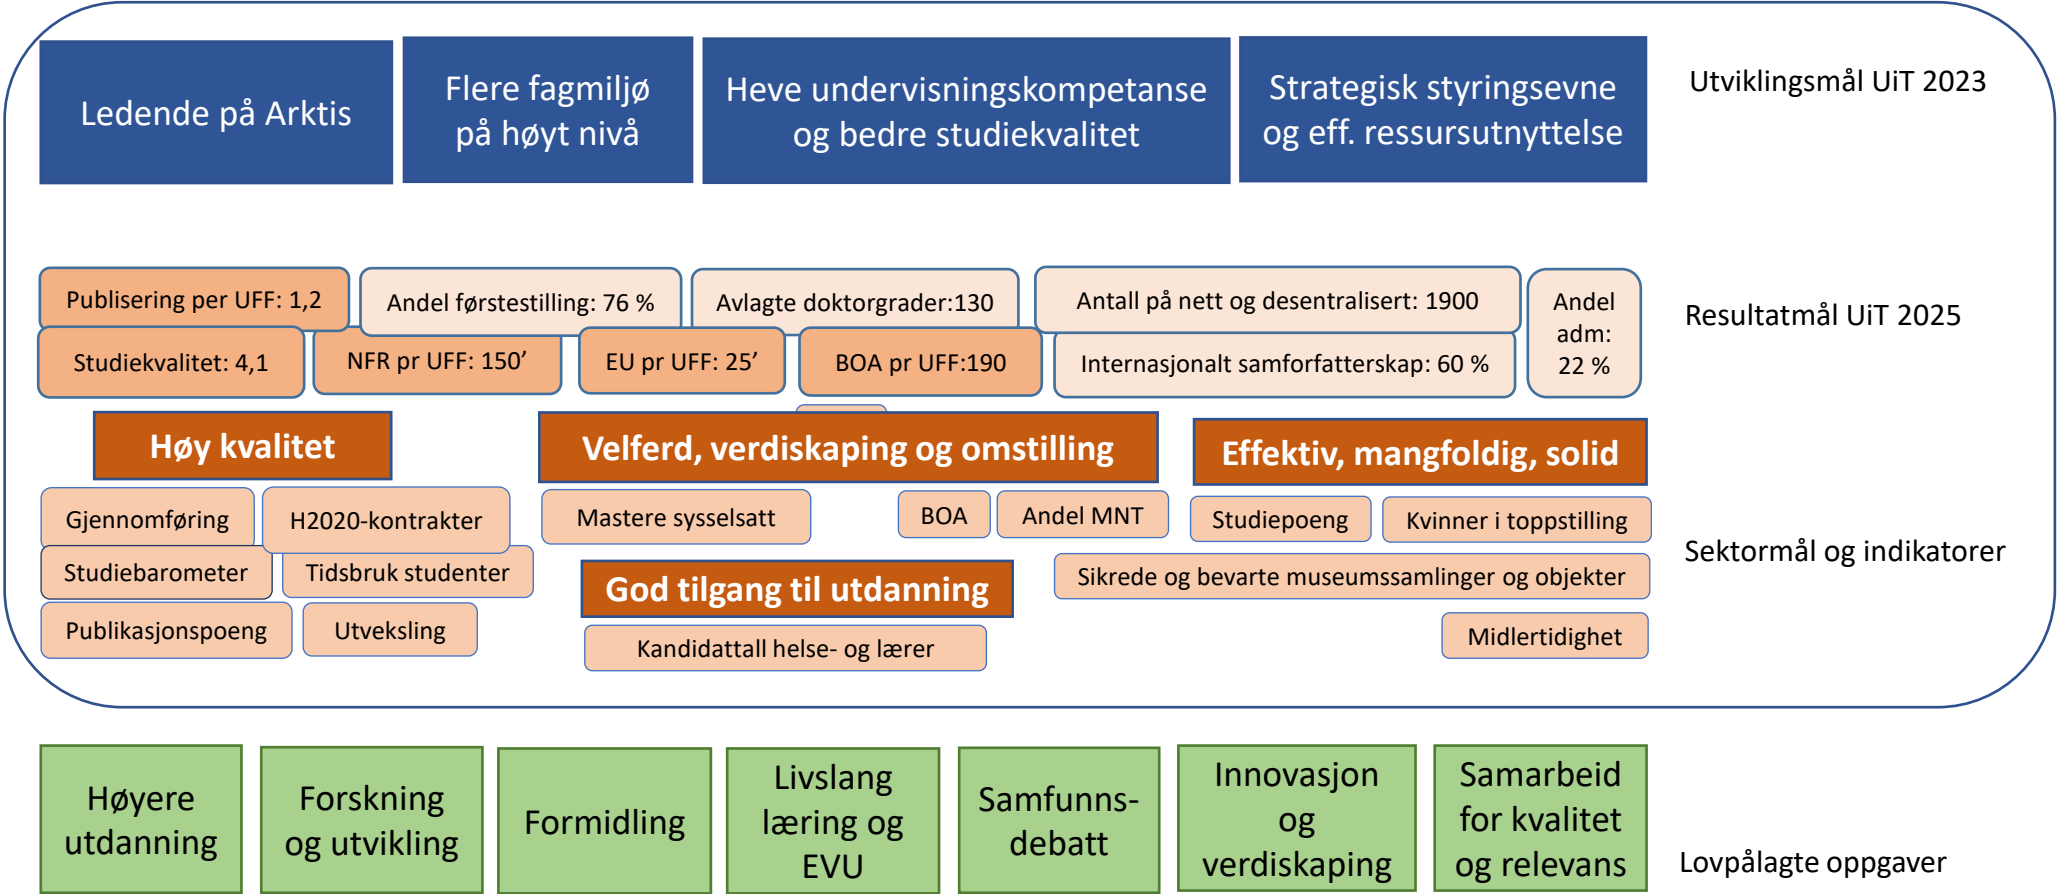 Ledende på Arktis
Flere fagmiljø
på høyt nivå
Heve undervisningskompetanse
og bedre studiekvalitet
Strategisk styringsevne
og eff. ressursutnyttelse
Utviklingsmål UiT 2023
Publisering per UFF: 1,2
Andel førstestilling: 76 %
Avlagte doktorgrader:130
Antall på nett og desentralisert: 1900
Andel
adm:
22 %
Resultatmål UiT 2025
Studiekvalitet: 4,1
NFR pr UFF: 150’
EU pr UFF: 25’
BOA pr UFF:190
Internasjonalt samforfatterskap: 60 %
Høy kvalitet
Velferd, verdiskaping og omstilling
Effektiv, mangfoldig, solid
Gjennomføring
H2020-kontrakter
Mastere sysselsatt
BOA
Andel MNT
Studiepoeng
Kvinner i toppstilling
Sektormål og indikatorer
Studiebarometer
Tidsbruk studenter
God tilgang til utdanning
Sikrede og bevarte museumssamlinger og objekter
Publikasjonspoeng
Utveksling
Kandidattall helse- og lærer
Midlertidighet
Høyere
utdanning
Forskning
og utvikling
Formidling
Livslang
læring og
EVU
Samfunns-
debatt
Innovasjon
og
verdiskaping
Samarbeid
for kvalitet
og relevans
Lovpålagte oppgaver